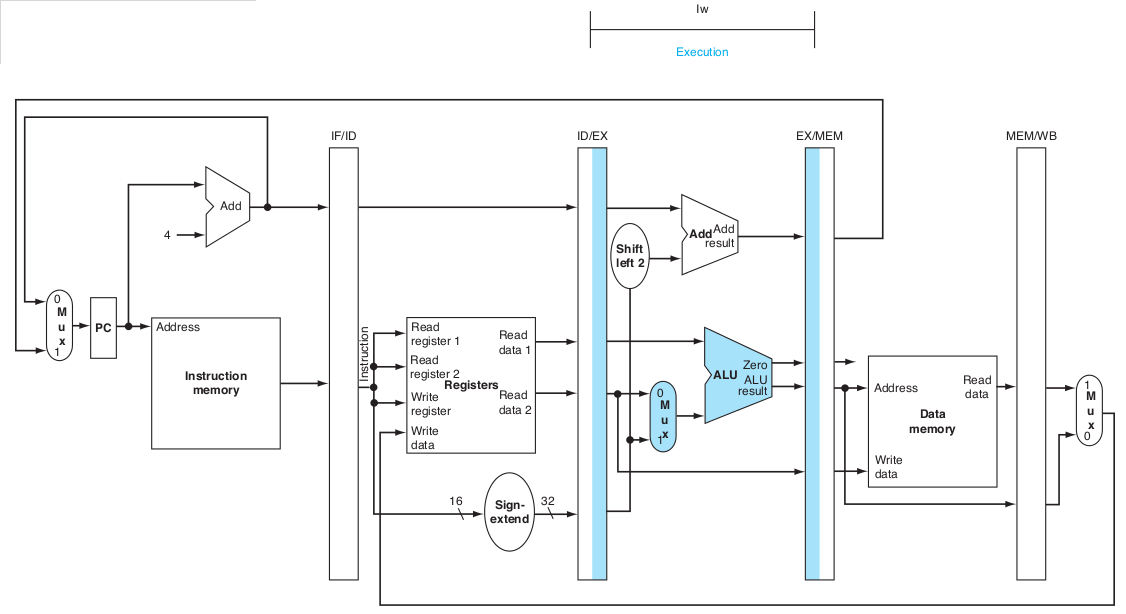 lw
Execution
IF/ID
ID/EX
EX/MEM
MEM/WB
Add
4
Add Add
result
Shift
left 2
0
M
u
x
1
PC
Address
Instruction
memory
Instruction
Read
register 1
Read
register 2
Registers
Write
register
Write
data
Read
data 1
Read
data 2
16
Sign-
extend
32
0
M
u
x
1
ALU
Zero
ALU
result
Address
Read
data
Data
memory
Write
data
1
M
u
x
0